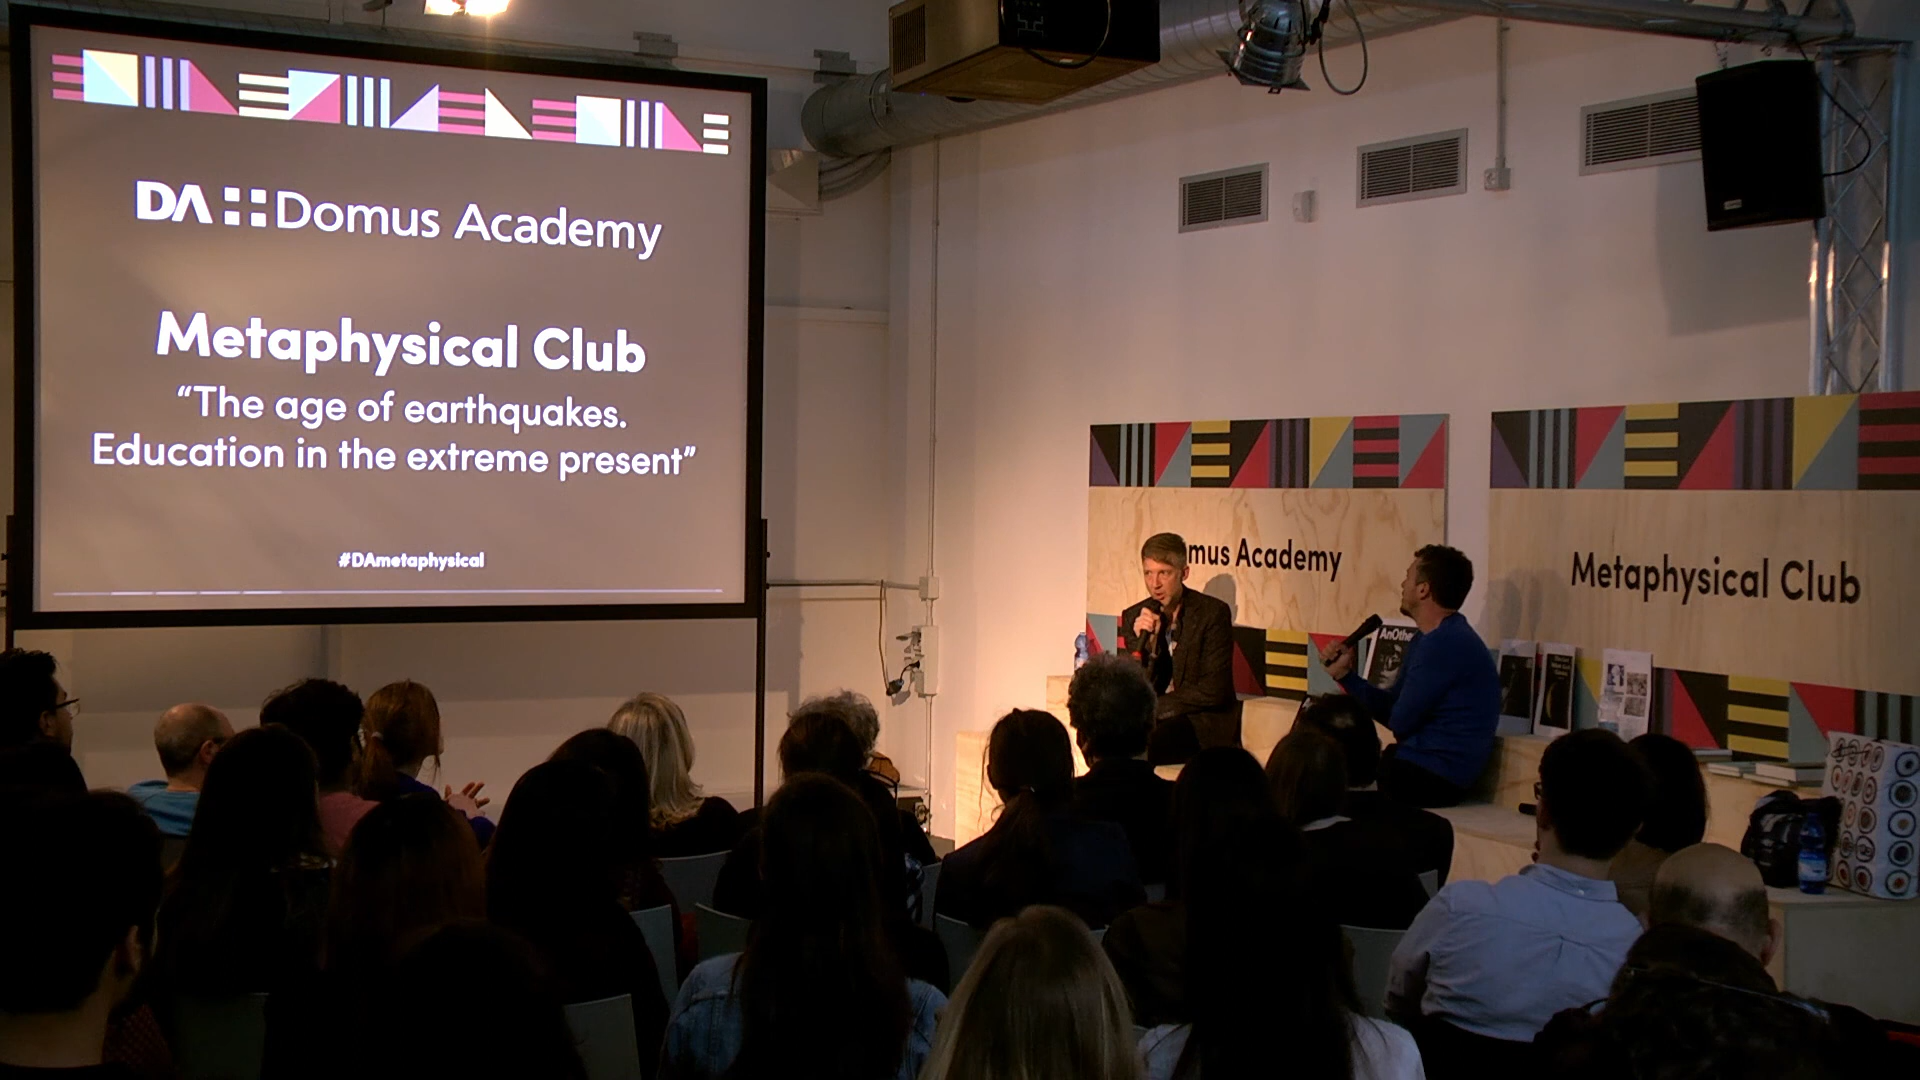 DA Domus Academy
Metaphysical Club
“The age of earthquakes.
Education in the extreme present”
#DAmetaphysical
mus Academy
Metaphysical Club
AnOthe